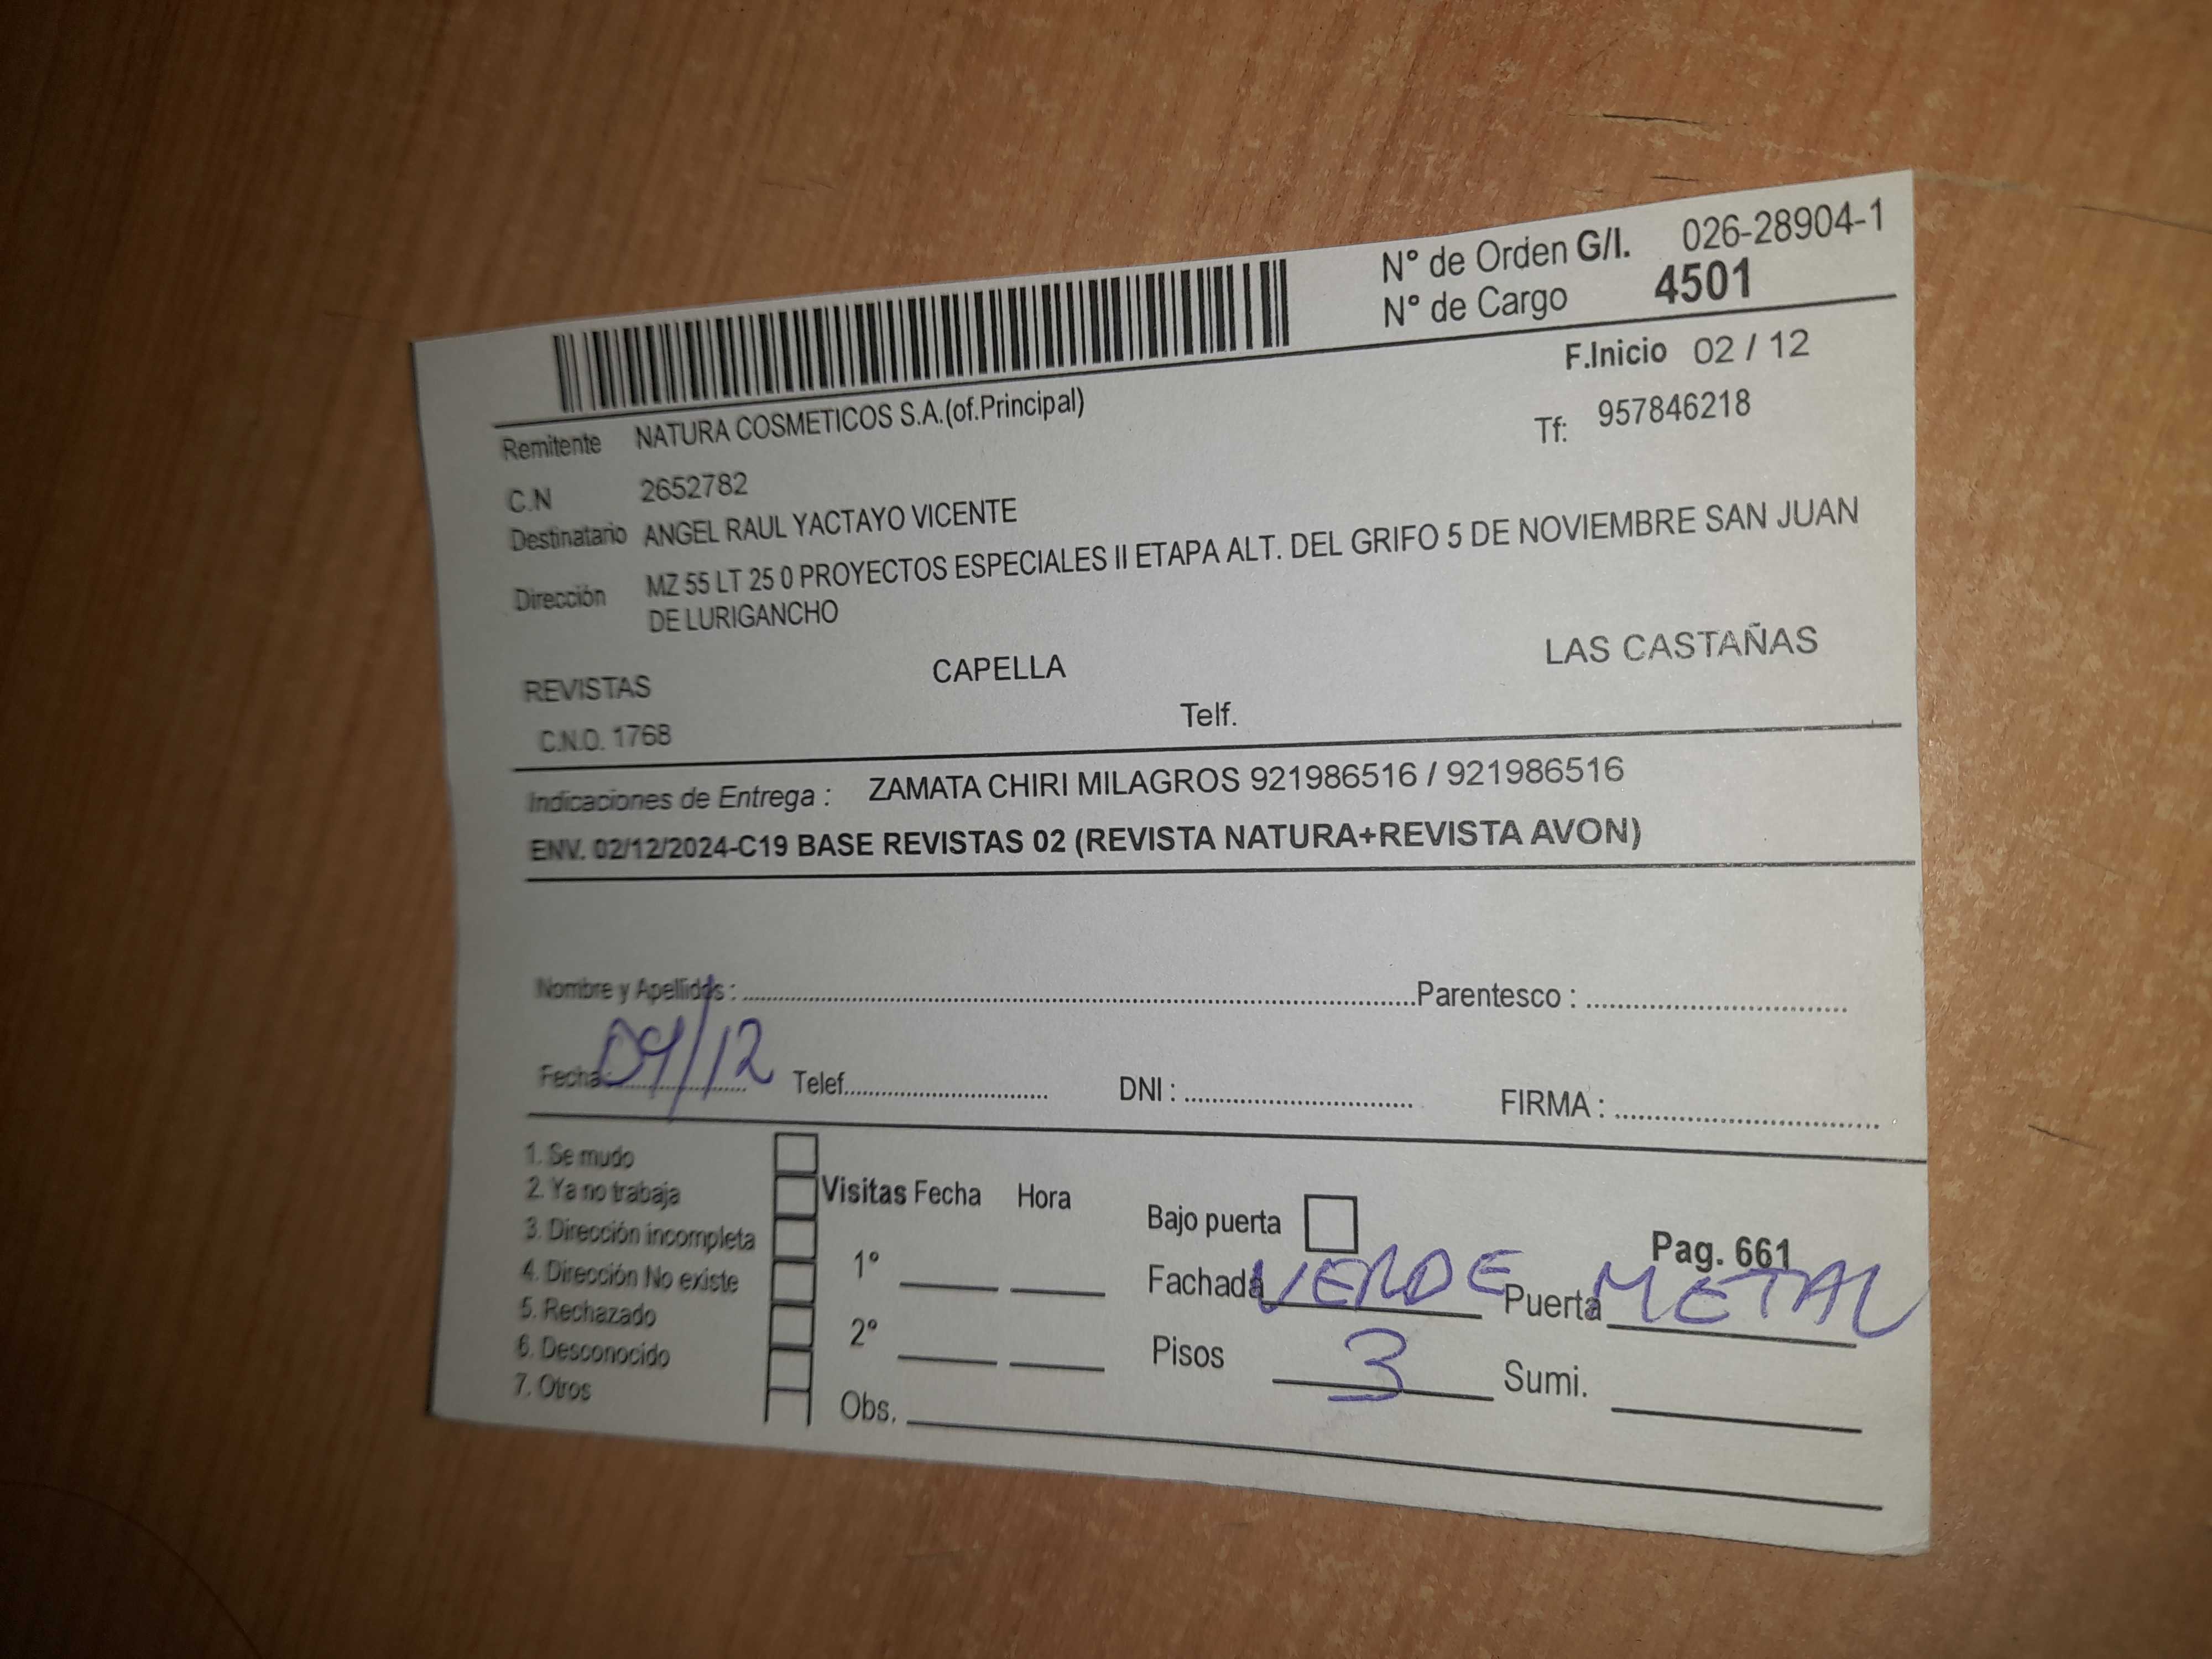 N° de Orden G/I. 026-28904-1
N° de Cargo 4501
F.Inicio 02 / 12
Remitente NATURA COSMETICOS S.A.(of.Principal)
Tf: 957846218
C.N 2652782
Destinatario ANGEL RAUL YACTAYO VICENTE
Dirección MZ 55 LT 25 0 PROYECTOS ESPECIALES II ETAPA ALT. DEL GRIFO 5 DE NOVIEMBRE SAN JUAN
DE LURIGANCHO
REVISTAS CAPELLA LAS CASTAÑAS
C.N.O. 1768 Telf.
Indicaciones de Entrega : ZAMATA CHIRI MILAGROS 921986516 / 921986516
ENV. 02/12/2024-C19 BASE REVISTAS 02 (REVISTA NATURA+REVISTA AVON)
Nombre y Apellidos : Parentesco :
Fecha: 09/12 Telef. DNI : FIRMA :
1. Se mudo
2. Ya no trabaja
3. Dirección incompleta
4. Dirección No existe
5. Rechazado
6. Desconocido
7. Otros
Visitas Fecha Hora
1°
2°
Obs.
Bajo puerta
Pag. 661
Fachada VERDE Puerta METAL
Pisos 3 Sumi.